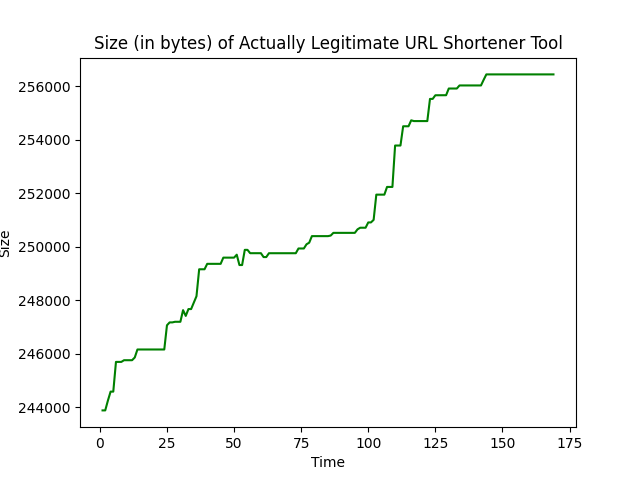 Size (in bytes) of Actually Legitimate URL Shortener Tool
256000
254000
252000
250000
248000
246000
244000
Size
0 25 50 75 100 125 150 175
Time